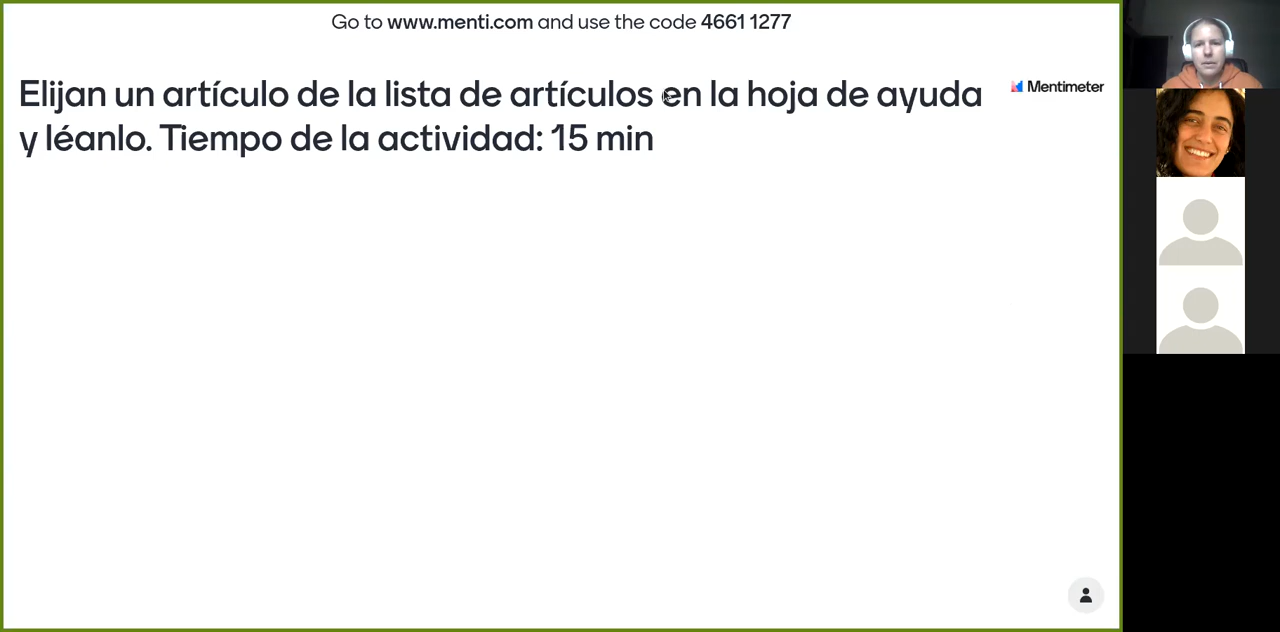 Go to www.menti.com and use the code 4661 1277
Elijan un artículo de la lista de artículos en la hoja de ayuda
y léanlo. Tiempo de la actividad: 15 min
Mentimeter